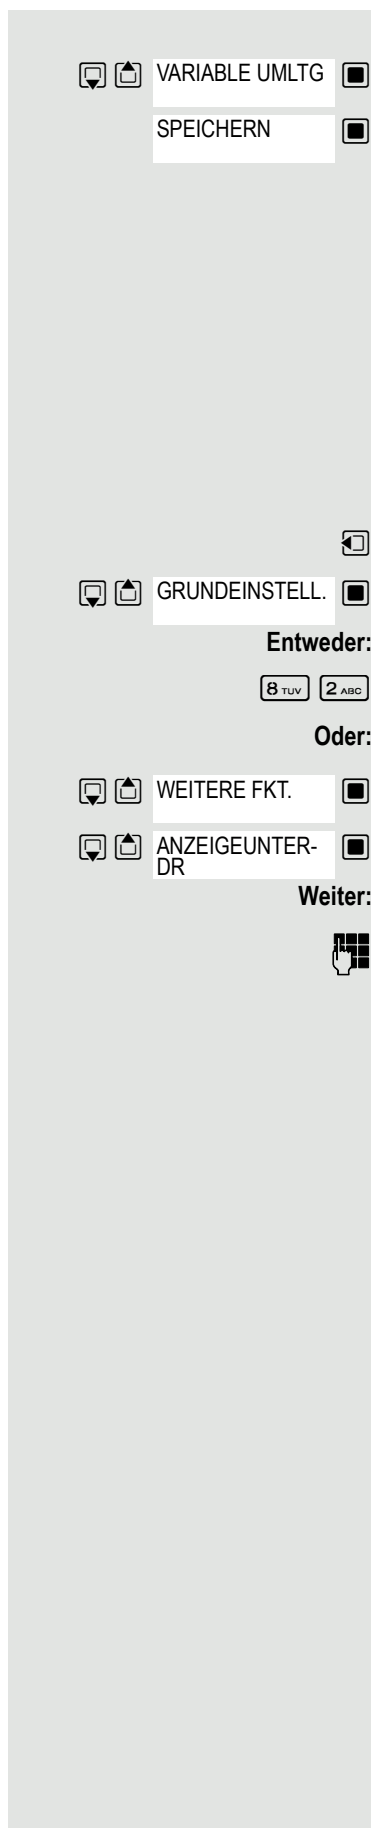 VARIABLE UMLTG
SPEICHERN
GRUNDEINSTELL.
Entweder:
8 TUV 2 ABC
Oder:
WEITERE FKT.
ANZEIGEUNTER-
DR
Weiter: